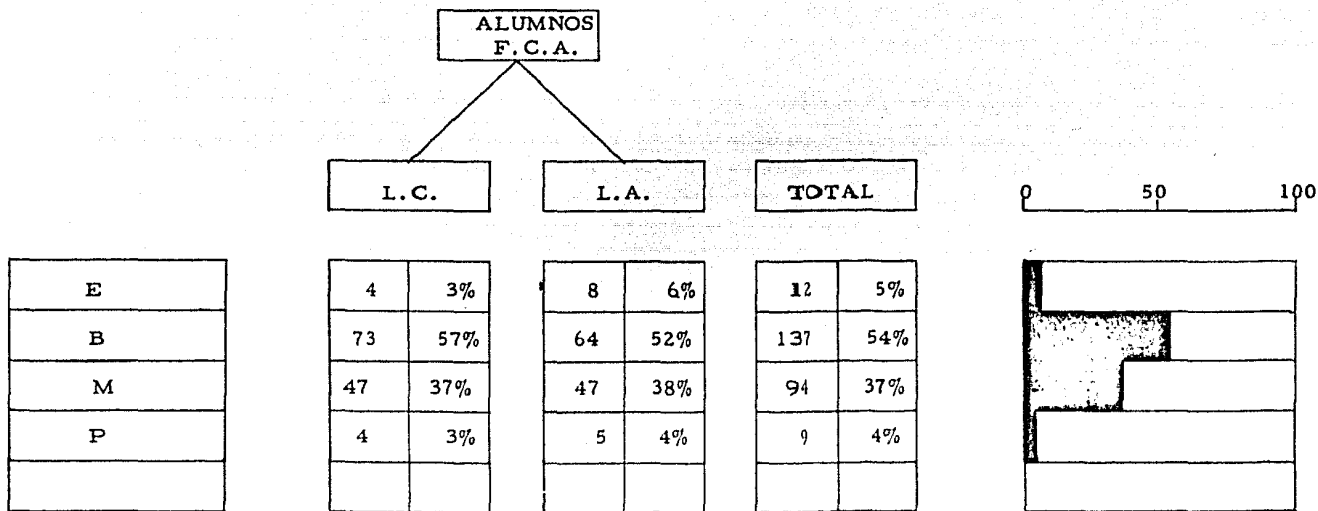 ALUMNOS
F.C.A.
L.C. L.A. TOTAL 0 50 100
E 4 3% 8 6% 12 5%
B 73 57% 64 52% 137 54%
M 47 37% 47 38% 94 37%
P 4 3% 5 4% 9 4%